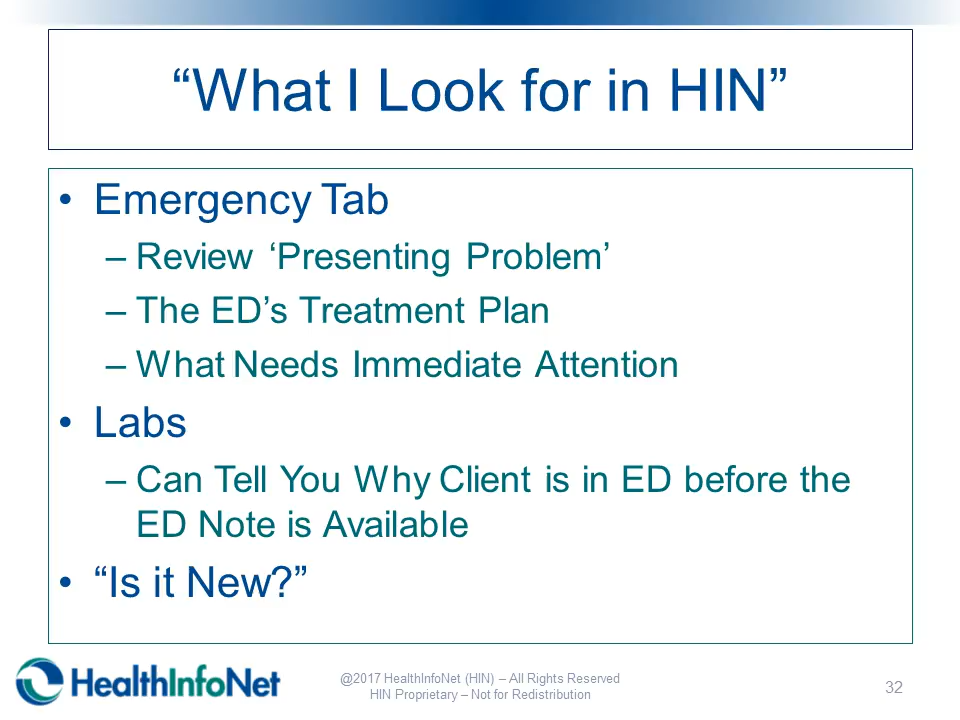 “What I Look for in HIN”
• Emergency Tab
– Review ‘Presenting Problem’
– The ED’s Treatment Plan
– What Needs Immediate Attention
• Labs
– Can Tell You Why Client is in ED before the
ED Note is Available
• “Is it New?”
HealthInfoNet
@2017 HealthInfoNet (HIN) – All Rights Reserved
HIN Proprietary – Not for Redistribution
32